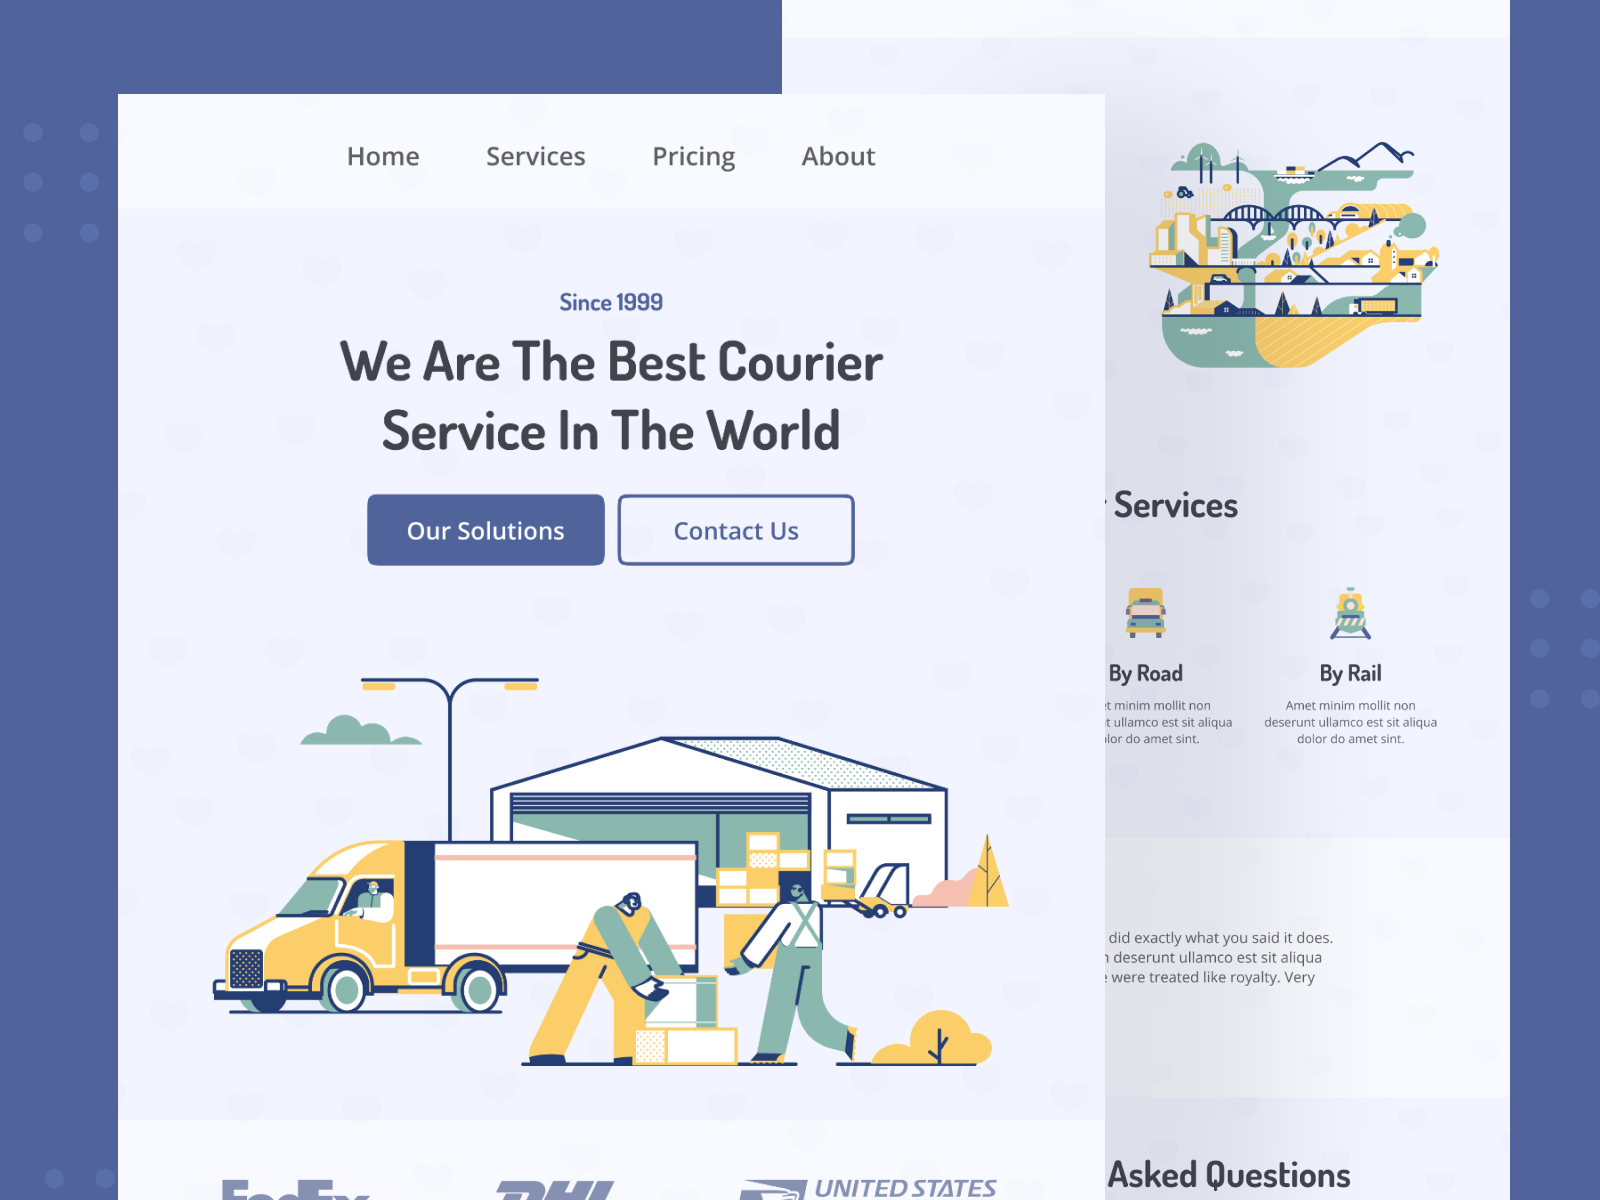 Home Services Pricing About
Since 1999
We Are The Best Courier
Service In The World
Our Solutions Contact Us
FedEx DHL UNITED STATES
Services
By Road
minim mollit non
ullamco est sit aliqua
do amet sint.
By Rail
Amet minim mollit non
deserunt ullamco est sit aliqua
dolor do amet sint.
did exactly what you said it does.
deserunt ullamco est sit aliqua
were treated like royalty. Very
Asked Questions